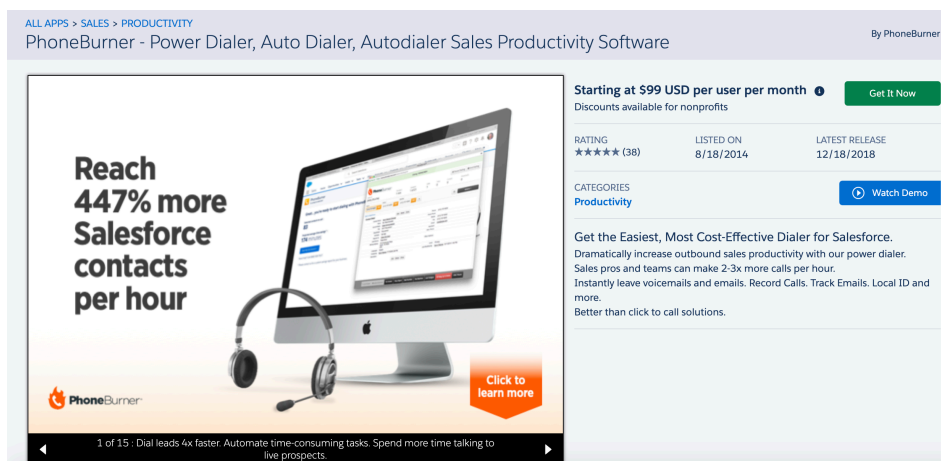 ALL APPS > SALES > PRODUCTIVITY
PhoneBurner - Power Dialer, Auto Dialer, Autodialer Sales Productivity Software
By PhoneBurner
Reach
447% more
Salesforce
contacts
per hour
PhoneBurner
Click to
learn more
1 of 15 : Dial leads 4x faster. Automate time-consuming tasks. Spend more time talking to
live prospects.
Starting at $99 USD per user per month
Get It Now
Discounts available for nonprofits
RATING
LISTED ON
LATEST RELEASE
★★★★★ (38)
8/18/2014
12/18/2018
CATEGORIES
Productivity
Watch Demo
Get the Easiest, Most Cost-Effective Dialer for Salesforce.
Dramatically increase outbound sales productivity with our power dialer.
Sales pros and teams can make 2-3x more calls per hour.
Instantly leave voicemails and emails. Record Calls. Track Emails. Local ID and
more.
Better than click to call solutions.